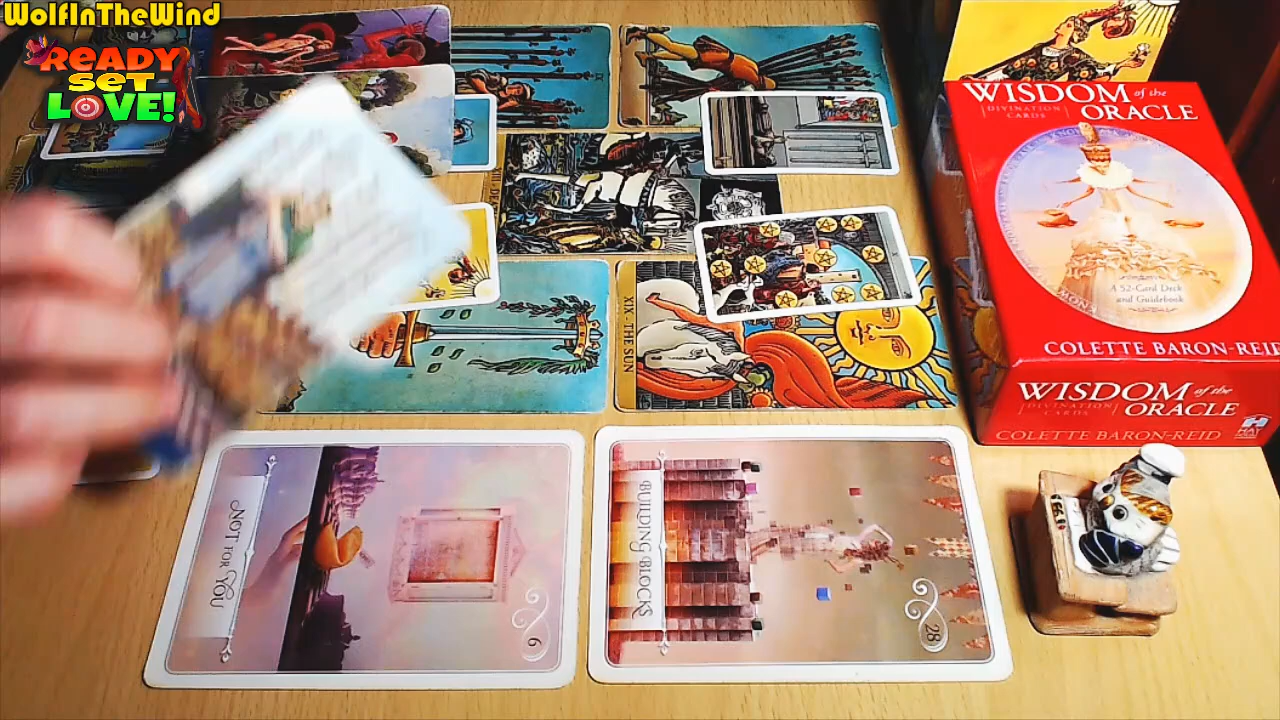 WolfInTheWind
READY
SET
LOVE!
WISDOM of the
DIVINATION CARDS
ORACLE
A 52-Card Deck
and Guidebook
COLETTE BARON-REID
WISDOM of the
DIVINATION CARDS
ORACLE
COLETTE BARON-REID
HAY
XIX · THE SUN
NOT FOR YOU
6
BUILDING BLOCKS
28